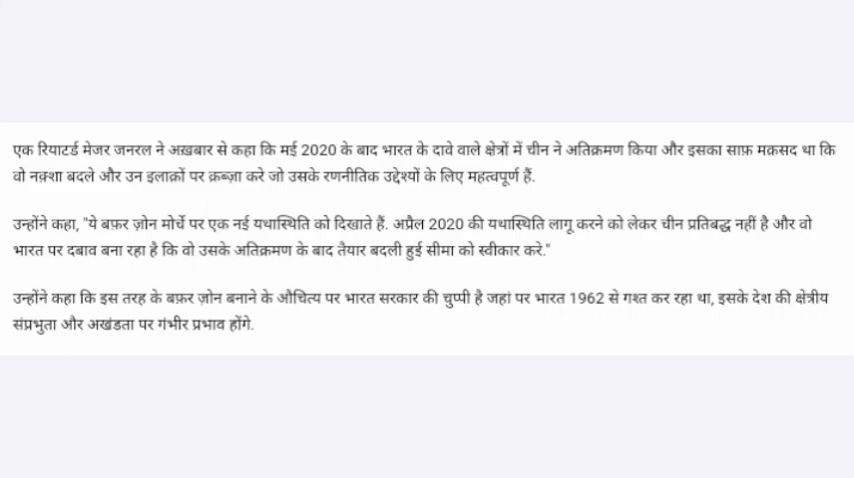 एक रियाटर्ड मेजर जनरल ने अख़बार से कहा कि मई 2020 के बाद भारत के दावे वाले क्षेत्रों में चीन ने अतिक्रमण किया और इसका साफ़ मक़सद था कि
वो नक़्शा बदले और उन इलाक़ों पर क़ब्ज़ा करे जो उसके रणनीतिक उद्देश्यों के लिए महत्वपूर्ण हैं.
उन्होंने कहा, "ये बफ़र ज़ोन मोर्चे पर एक नई यथास्थिति को दिखाते हैं. अप्रैल 2020 की यथास्थिति लागू करने को लेकर चीन प्रतिबद्ध नहीं है और वो
भारत पर दबाव बना रहा है कि वो उसके अतिक्रमण के बाद तैयार बदली हुई सीमा को स्वीकार करे."
उन्होंने कहा कि इस तरह के बफ़र ज़ोन बनाने के औचित्य पर भारत सरकार की चुप्पी है जहां पर भारत 1962 से गश्त कर रहा था, इसके देश की क्षेत्रीय
संप्रभुता और अखंडता पर गंभीर प्रभाव होंगे.